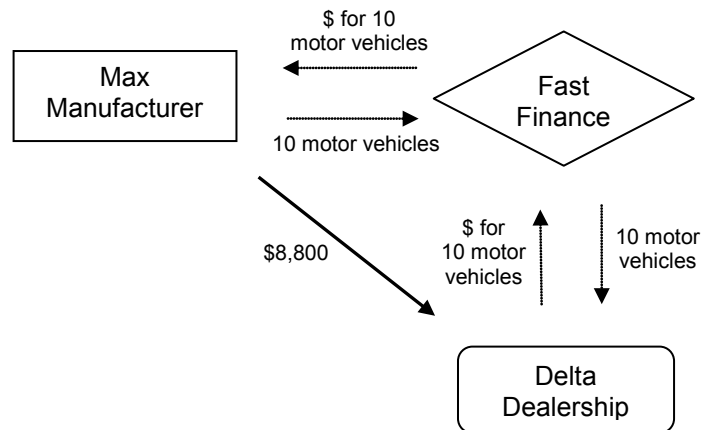 $ for 10
motor vehicles
Max
Manufacturer
Fast
Finance
10 motor vehicles
$8,800
$ for
10 motor
vehicles
10 motor
vehicles
Delta
Dealership